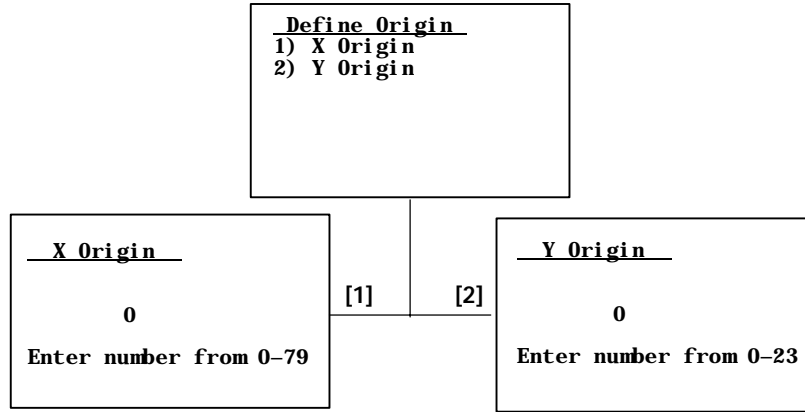 Define Origin
1) X Origin
2) Y Origin
X Origin
0
Enter number from 0–79
[1]
[2]
Y Origin
0
Enter number from 0–23